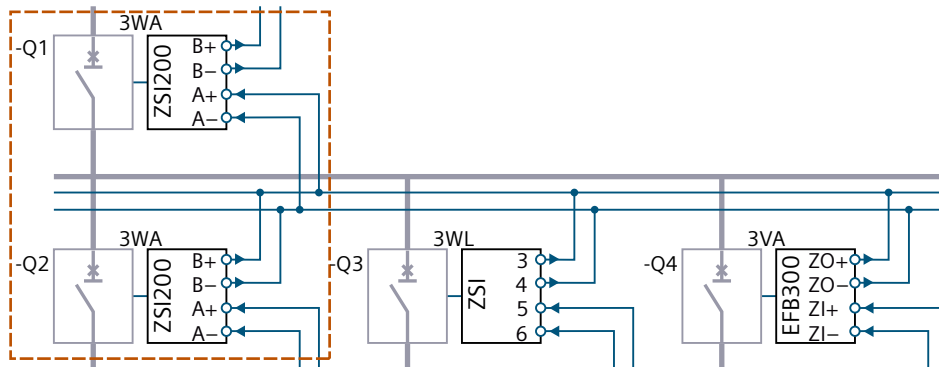 3WA
-Q1
ZSI200
B+
B−
A+
A−
3WA
-Q2
ZSI200
B+
B−
A+
A−
3WL
-Q3
ZSI
3
4
5
6
3VA
-Q4
EFB300
ZO+
ZO−
ZI+
ZI−